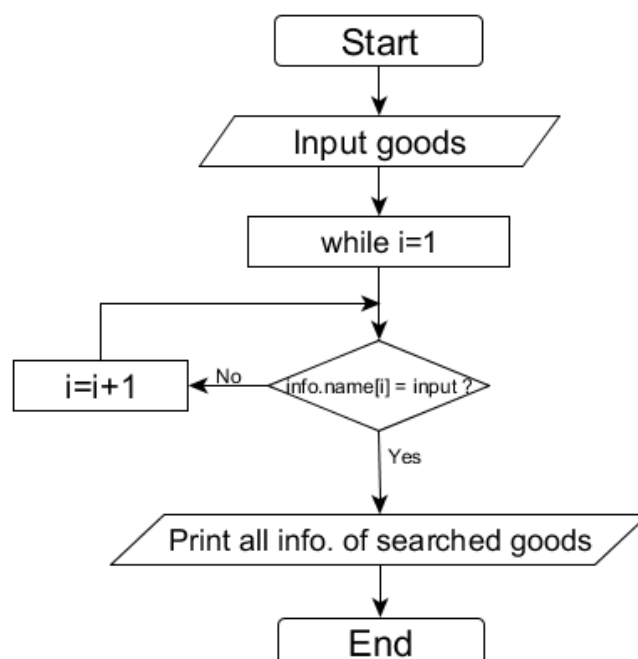 Start
Input goods
while i=1
info.name[i] = input ?
No
i=i+1
Yes
Print all info. of searched goods
End